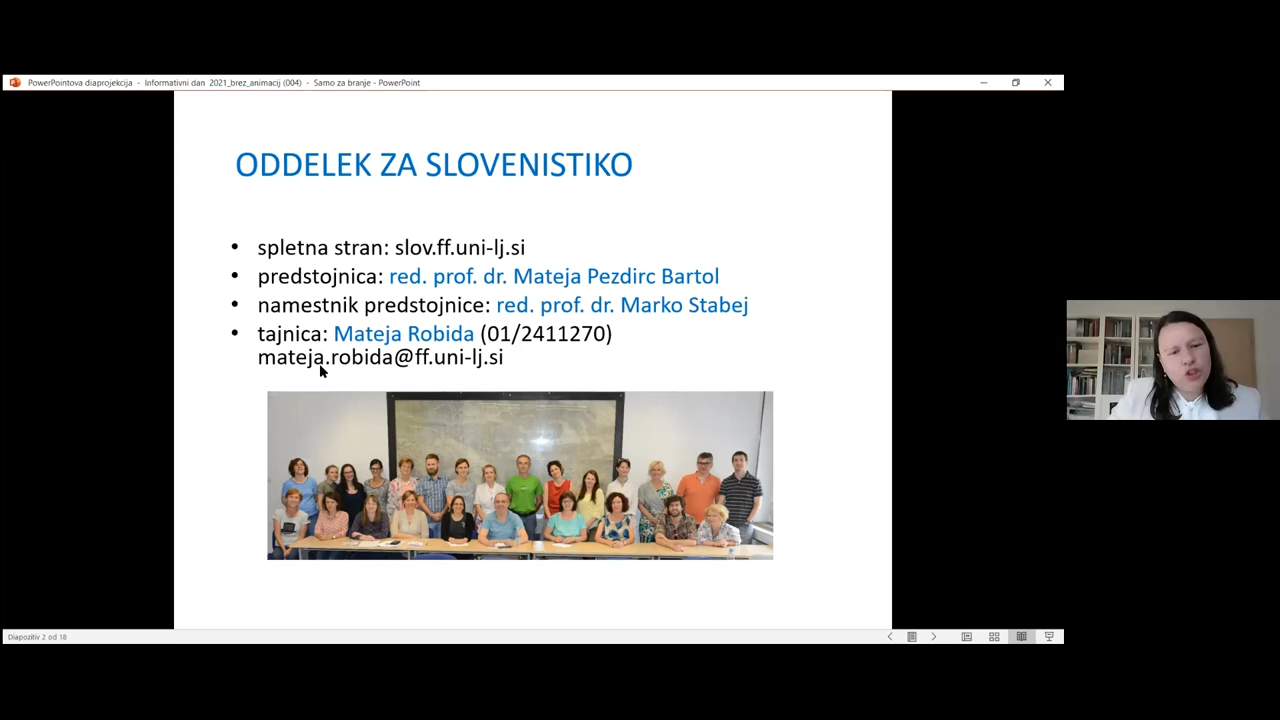 PowerPointova diaprojekcija - Informativni dan 2021_brez_animacij (004) - Samo za branje - PowerPoint
ODDELEK ZA SLOVENISTIKO
• spletna stran: slov.ff.uni-lj.si
• predstojnica: red. prof. dr. Mateja Pezdirc Bartol
• namestnik predstojnice: red. prof. dr. Marko Stabej
• tajnica: Mateja Robida (01/2411270)
mateja.robida@ff.uni-lj.si
Diapozitiv 2 od 18